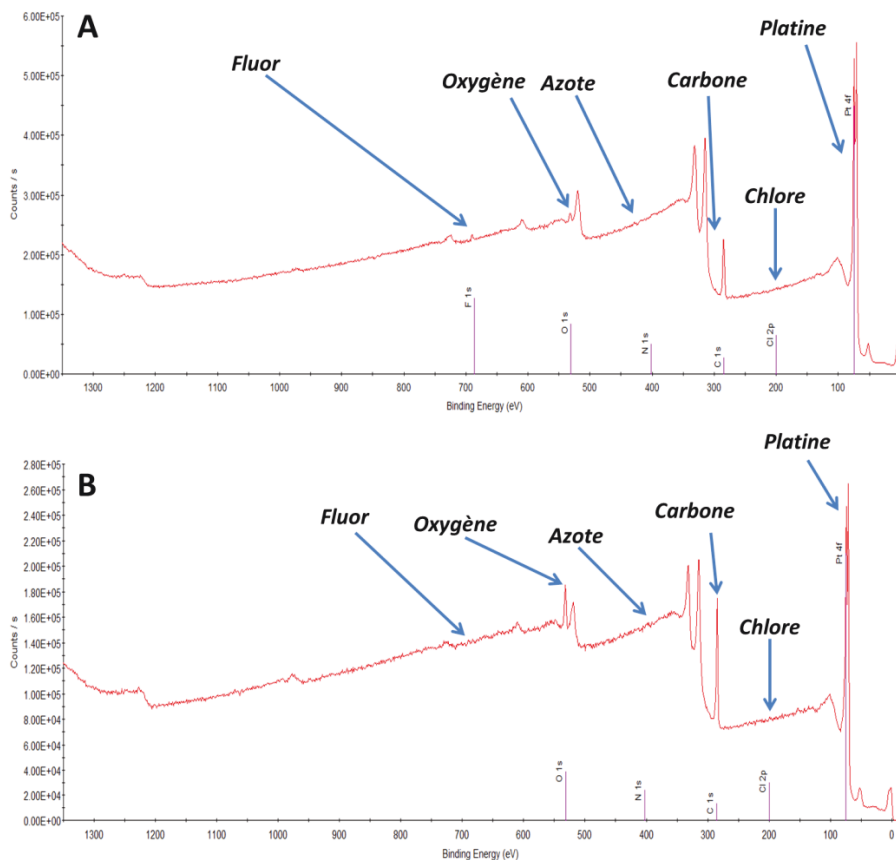 A
Fluor
Oxygène
Azote
Carbone
Platine
Chlore
Pt 4f
Counts / s
6.00E+05
5.00E+05
4.00E+05
3.00E+05
2.00E+05
1.00E+05
0.00E+00
F 1s
O 1s
N 1s
C 1s
Cl 2p
1300 1200 1100 1000 900 800 700 600 500 400 300 200 100
Binding Energy (eV)
B
Fluor
Oxygène
Azote
Carbone
Platine
Chlore
Pt 4f
Counts / s
2.80E+05
2.60E+05
2.40E+05
2.20E+05
2.00E+05
1.80E+05
1.60E+05
1.40E+05
1.20E+05
1.00E+05
8.00E+04
6.00E+04
4.00E+04
2.00E+04
0.00E+00
O 1s
N 1s
C 1s
Cl 2p
1300 1200 1100 1000 900 800 700 600 500 400 300 200 100 0
Binding Energy (eV)